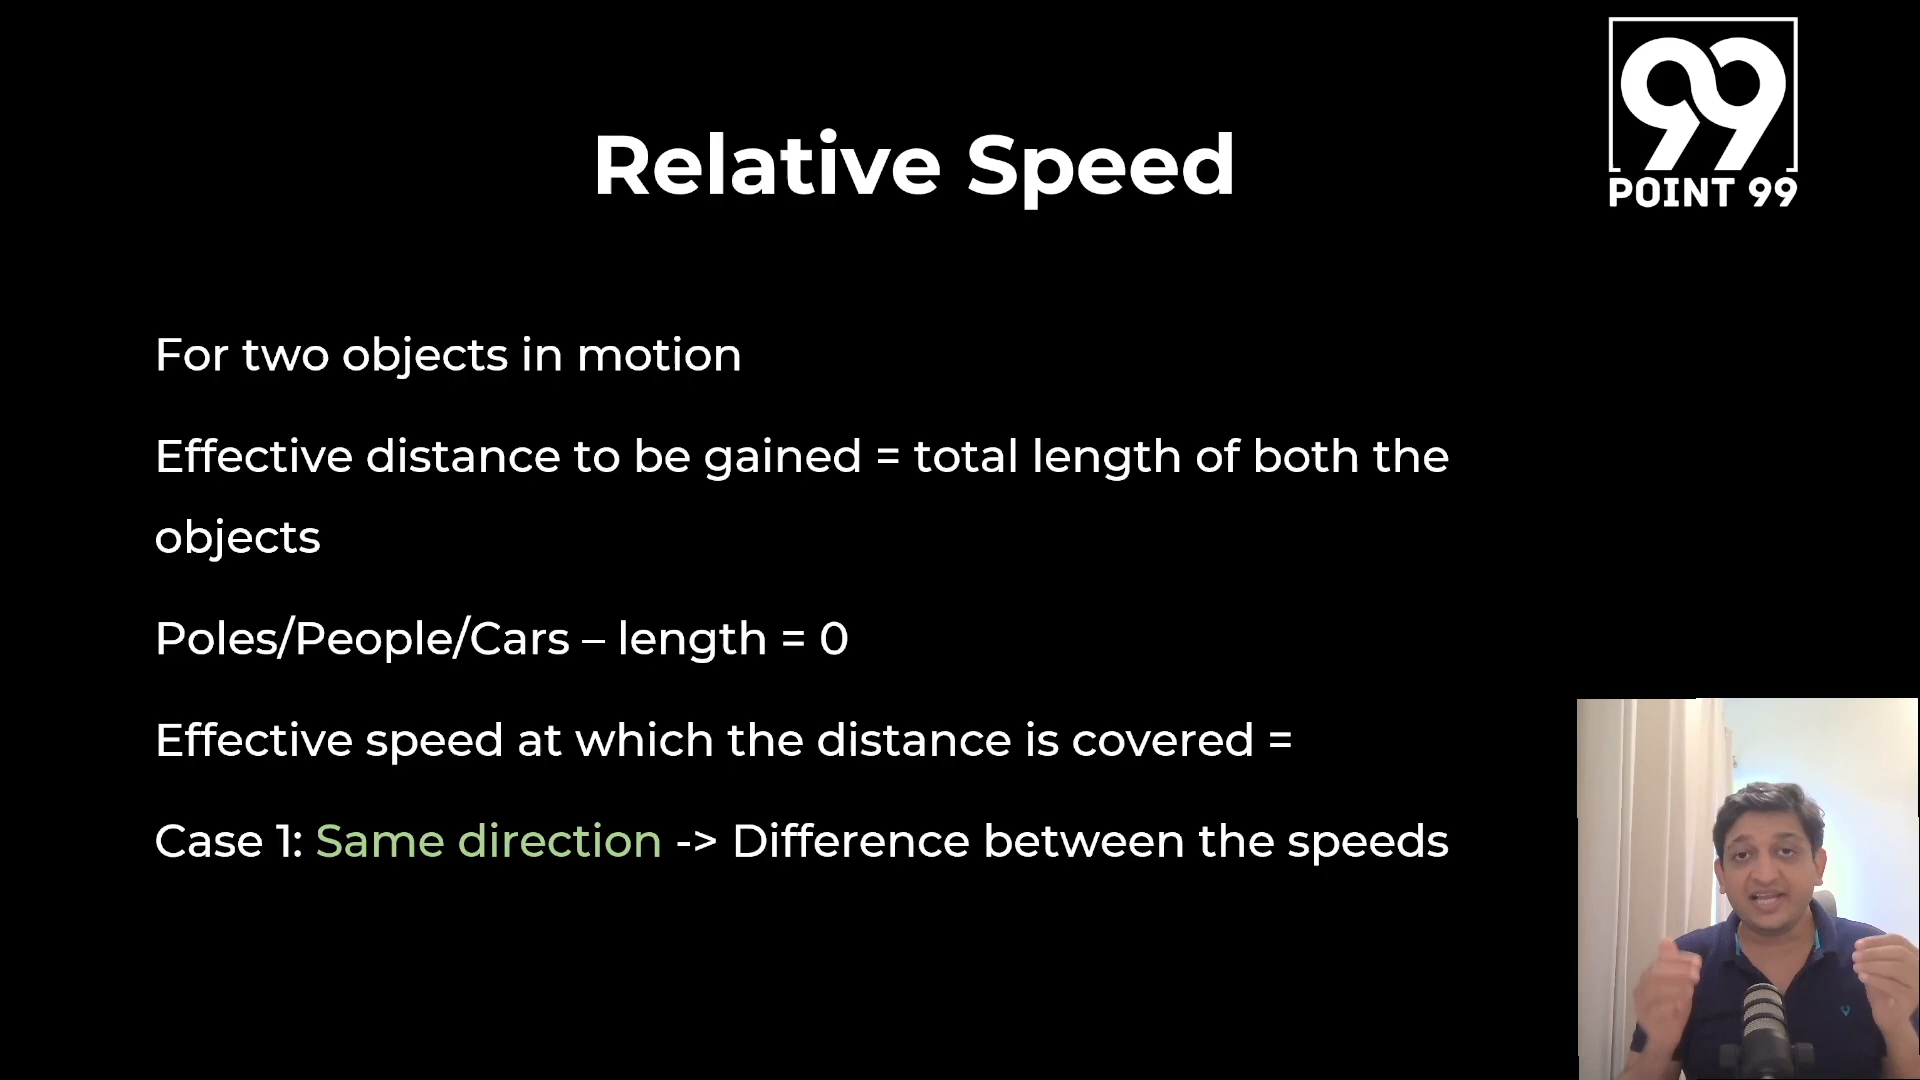 99
POINT 99
Relative Speed
For two objects in motion
Effective distance to be gained = total length of both the
objects
Poles/People/Cars – length = 0
Effective speed at which the distance is covered =
Case 1: Same direction -> Difference between the speeds